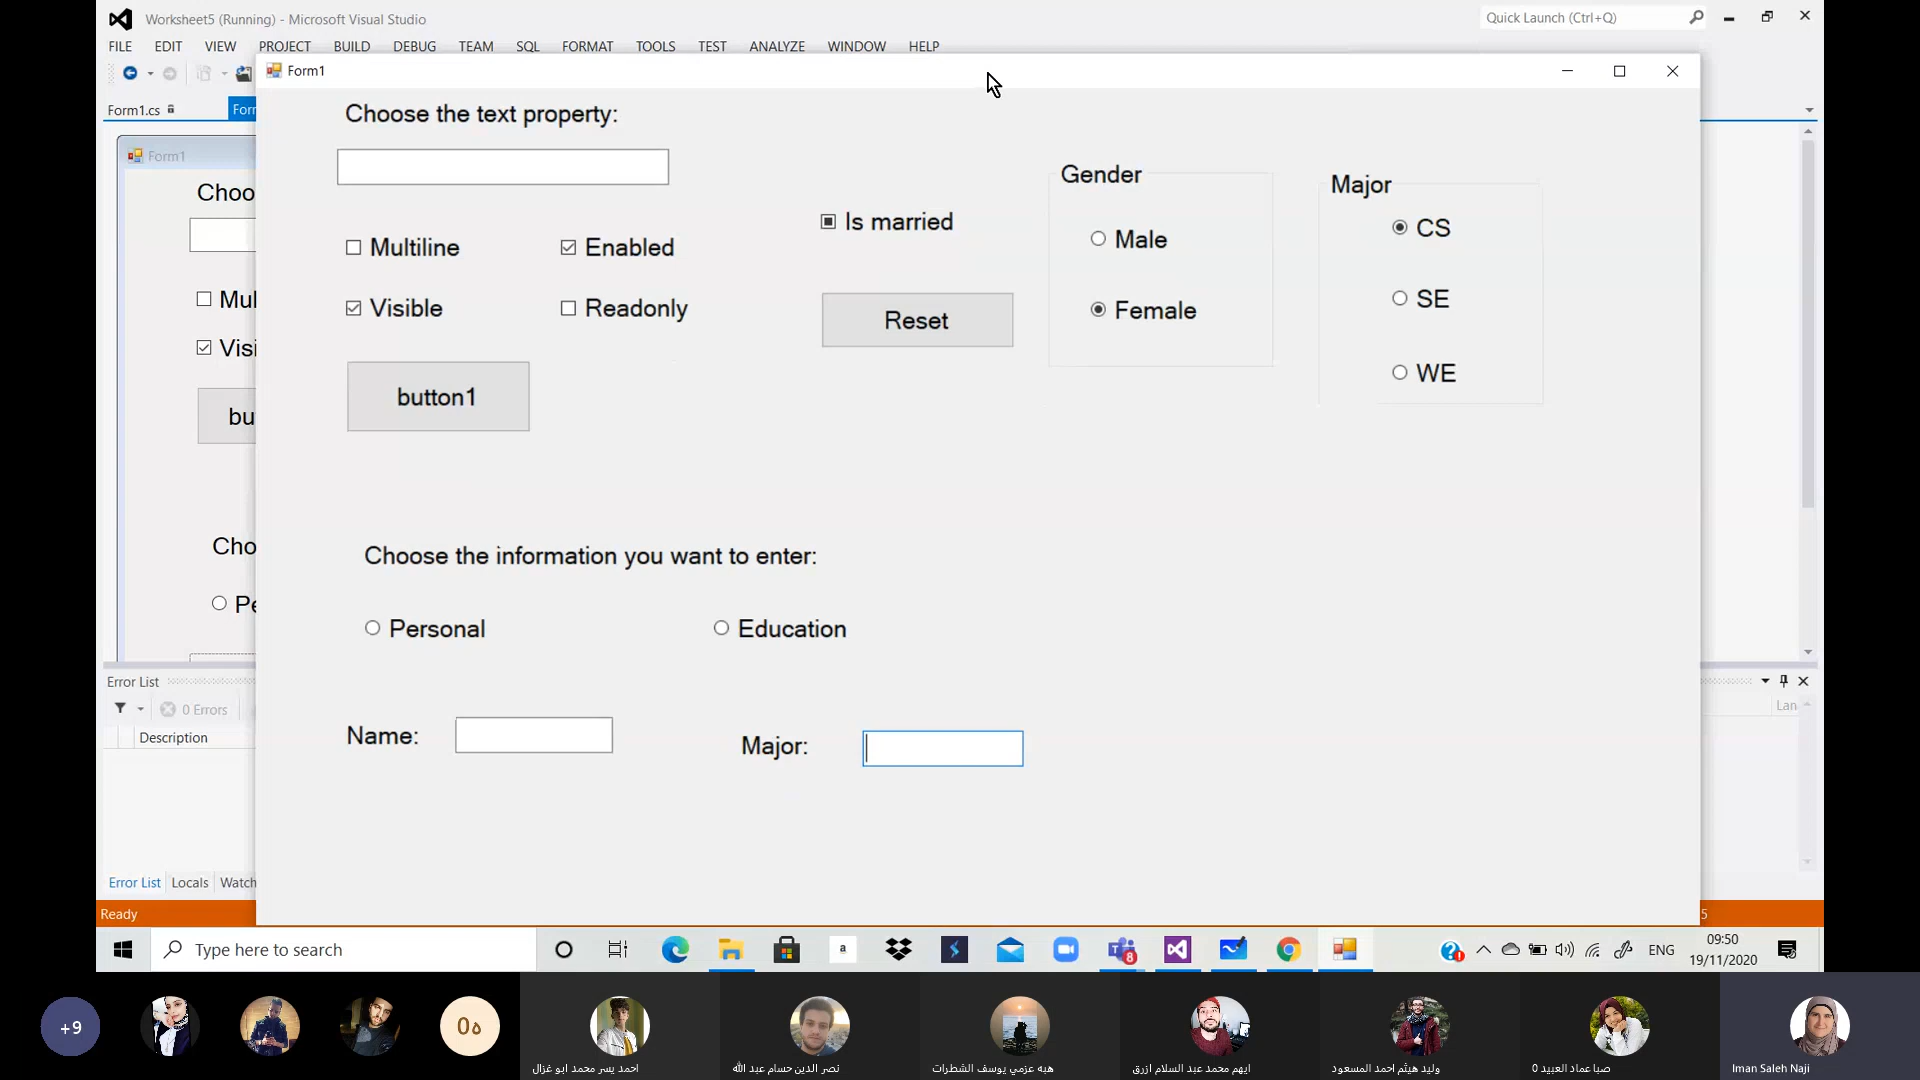 Worksheet5 (Running) - Microsoft Visual Studio
Quick Launch (Ctrl+Q)
FILE EDIT VIEW PROJECT BUILD DEBUG TEAM SQL FORMAT TOOLS TEST ANALYZE WINDOW HELP
Form1
Form1.cs
Form1
Choose the text property:
Multiline
Enabled
Visible
Readonly
button1
Is married
Reset
Gender
Male
Female
Major
CS
SE
WE
Choose the information you want to enter:
Personal
Education
Name:
Major:
Error List
0 Errors
Description
Error List Locals Watch
Ready
Type here to search
a
8
ENG
09:50
19/11/2020
+9
احمد يسر محمد ابو غزال
نصر الدين حسام عبد الله
هبه عزمي يوسف الشطرات
ايهم محمد عبد السلام ازرق
وليد هيثم احمد المسعود
صبا عماد العبيد 0
Iman Saleh Naji